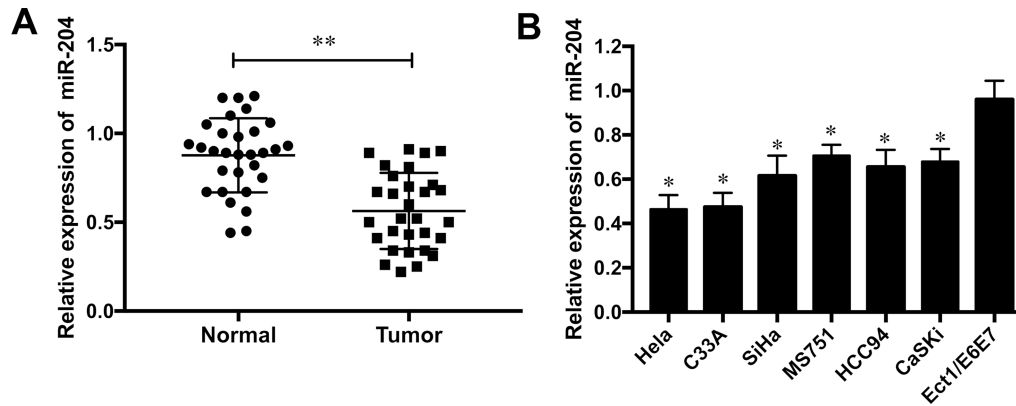 A
Relative expression of miR-204
1.5
1.0
0.5
0.0
**
Normal
Tumor
B
Relative expression of miR-204
1.2
1.0
0.8
0.6
0.4
0.2
0.0
*
*
*
*
*
*
Hela
C33A
SiHa
MS751
HCC94
CaSKi
Ect1/E6E7